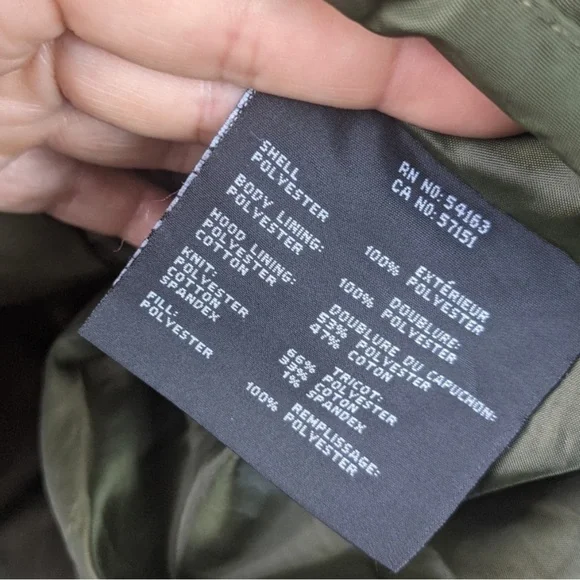 RN NO: 54163
CA NO: 57151
SHELL EXTÉRIEUR
POLYESTER 100% POLYESTER
BODY LINING: DOUBLURE:
POLYESTER 100% POLYESTER
HOOD LINING: DOUBLURE DU CAPUCHON:
POLYESTER 53% POLYESTER
COTTON 47% COTON
KNIT: TRICOT:
POLYESTER 66% POLYESTER
COTTON 33% COTON
SPANDEX 1% SPANDEX
FILL: REMPLISSAGE:
POLYESTER 100% POLYESTER